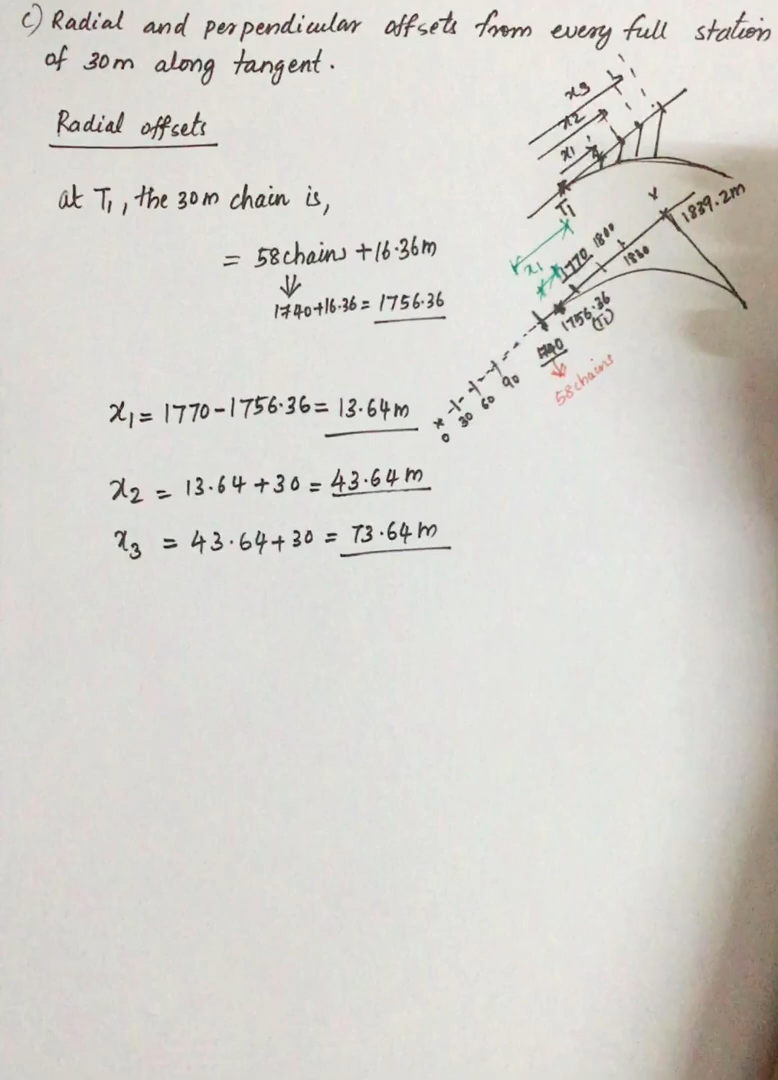 c) Radial and perpendicular offsets from every full station
of 30m along tangent.
Radial offsets
at T1, the 30m chain is,
= 58chains + 16.36m
1740+16.36 = 1756.36
x1 = 1770-1756.36 = 13.64m
x2 = 13.64 + 30 = 43.64m
x3 = 43.64+30 = 73.64m
x3
x2
x1
T1
1839.2m
x1
1770 1800
1860
1756.36
(T1)
1740
58chains
0 30 60 90